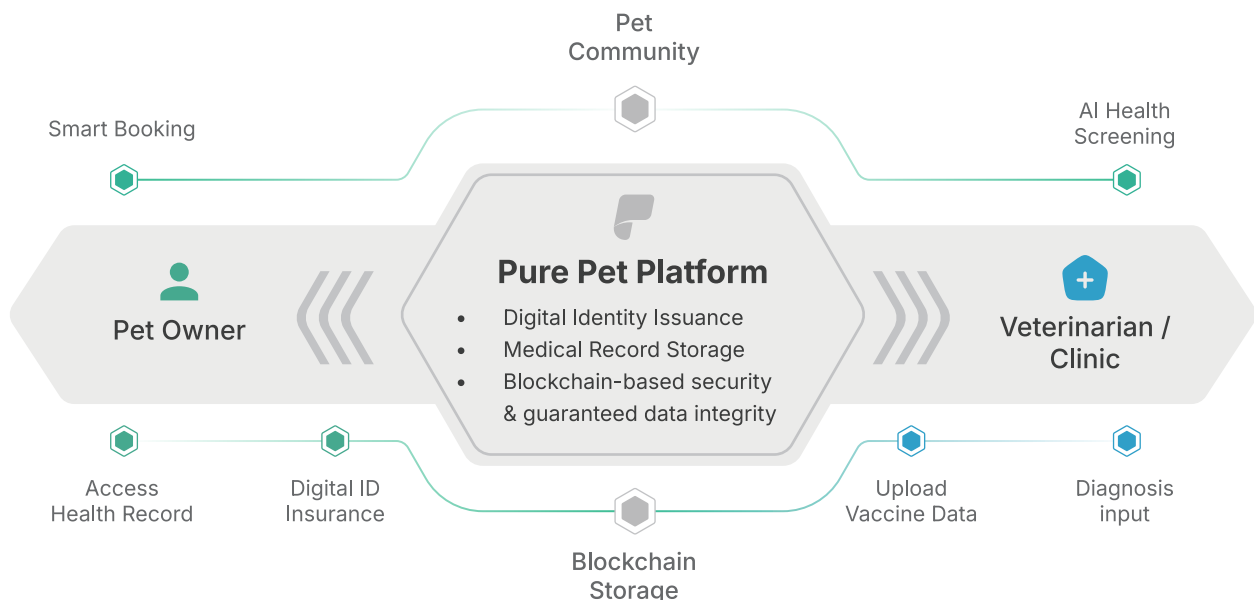 Pet
Community
Smart Booking
AI Health
Screening
Pure Pet Platform
• Digital Identity Issuance
• Medical Record Storage
• Blockchain-based security
& guaranteed data integrity
Pet Owner
Veterinarian /
Clinic
Access
Health Record
Digital ID
Insurance
Upload
Vaccine Data
Diagnosis
input
Blockchain
Storage